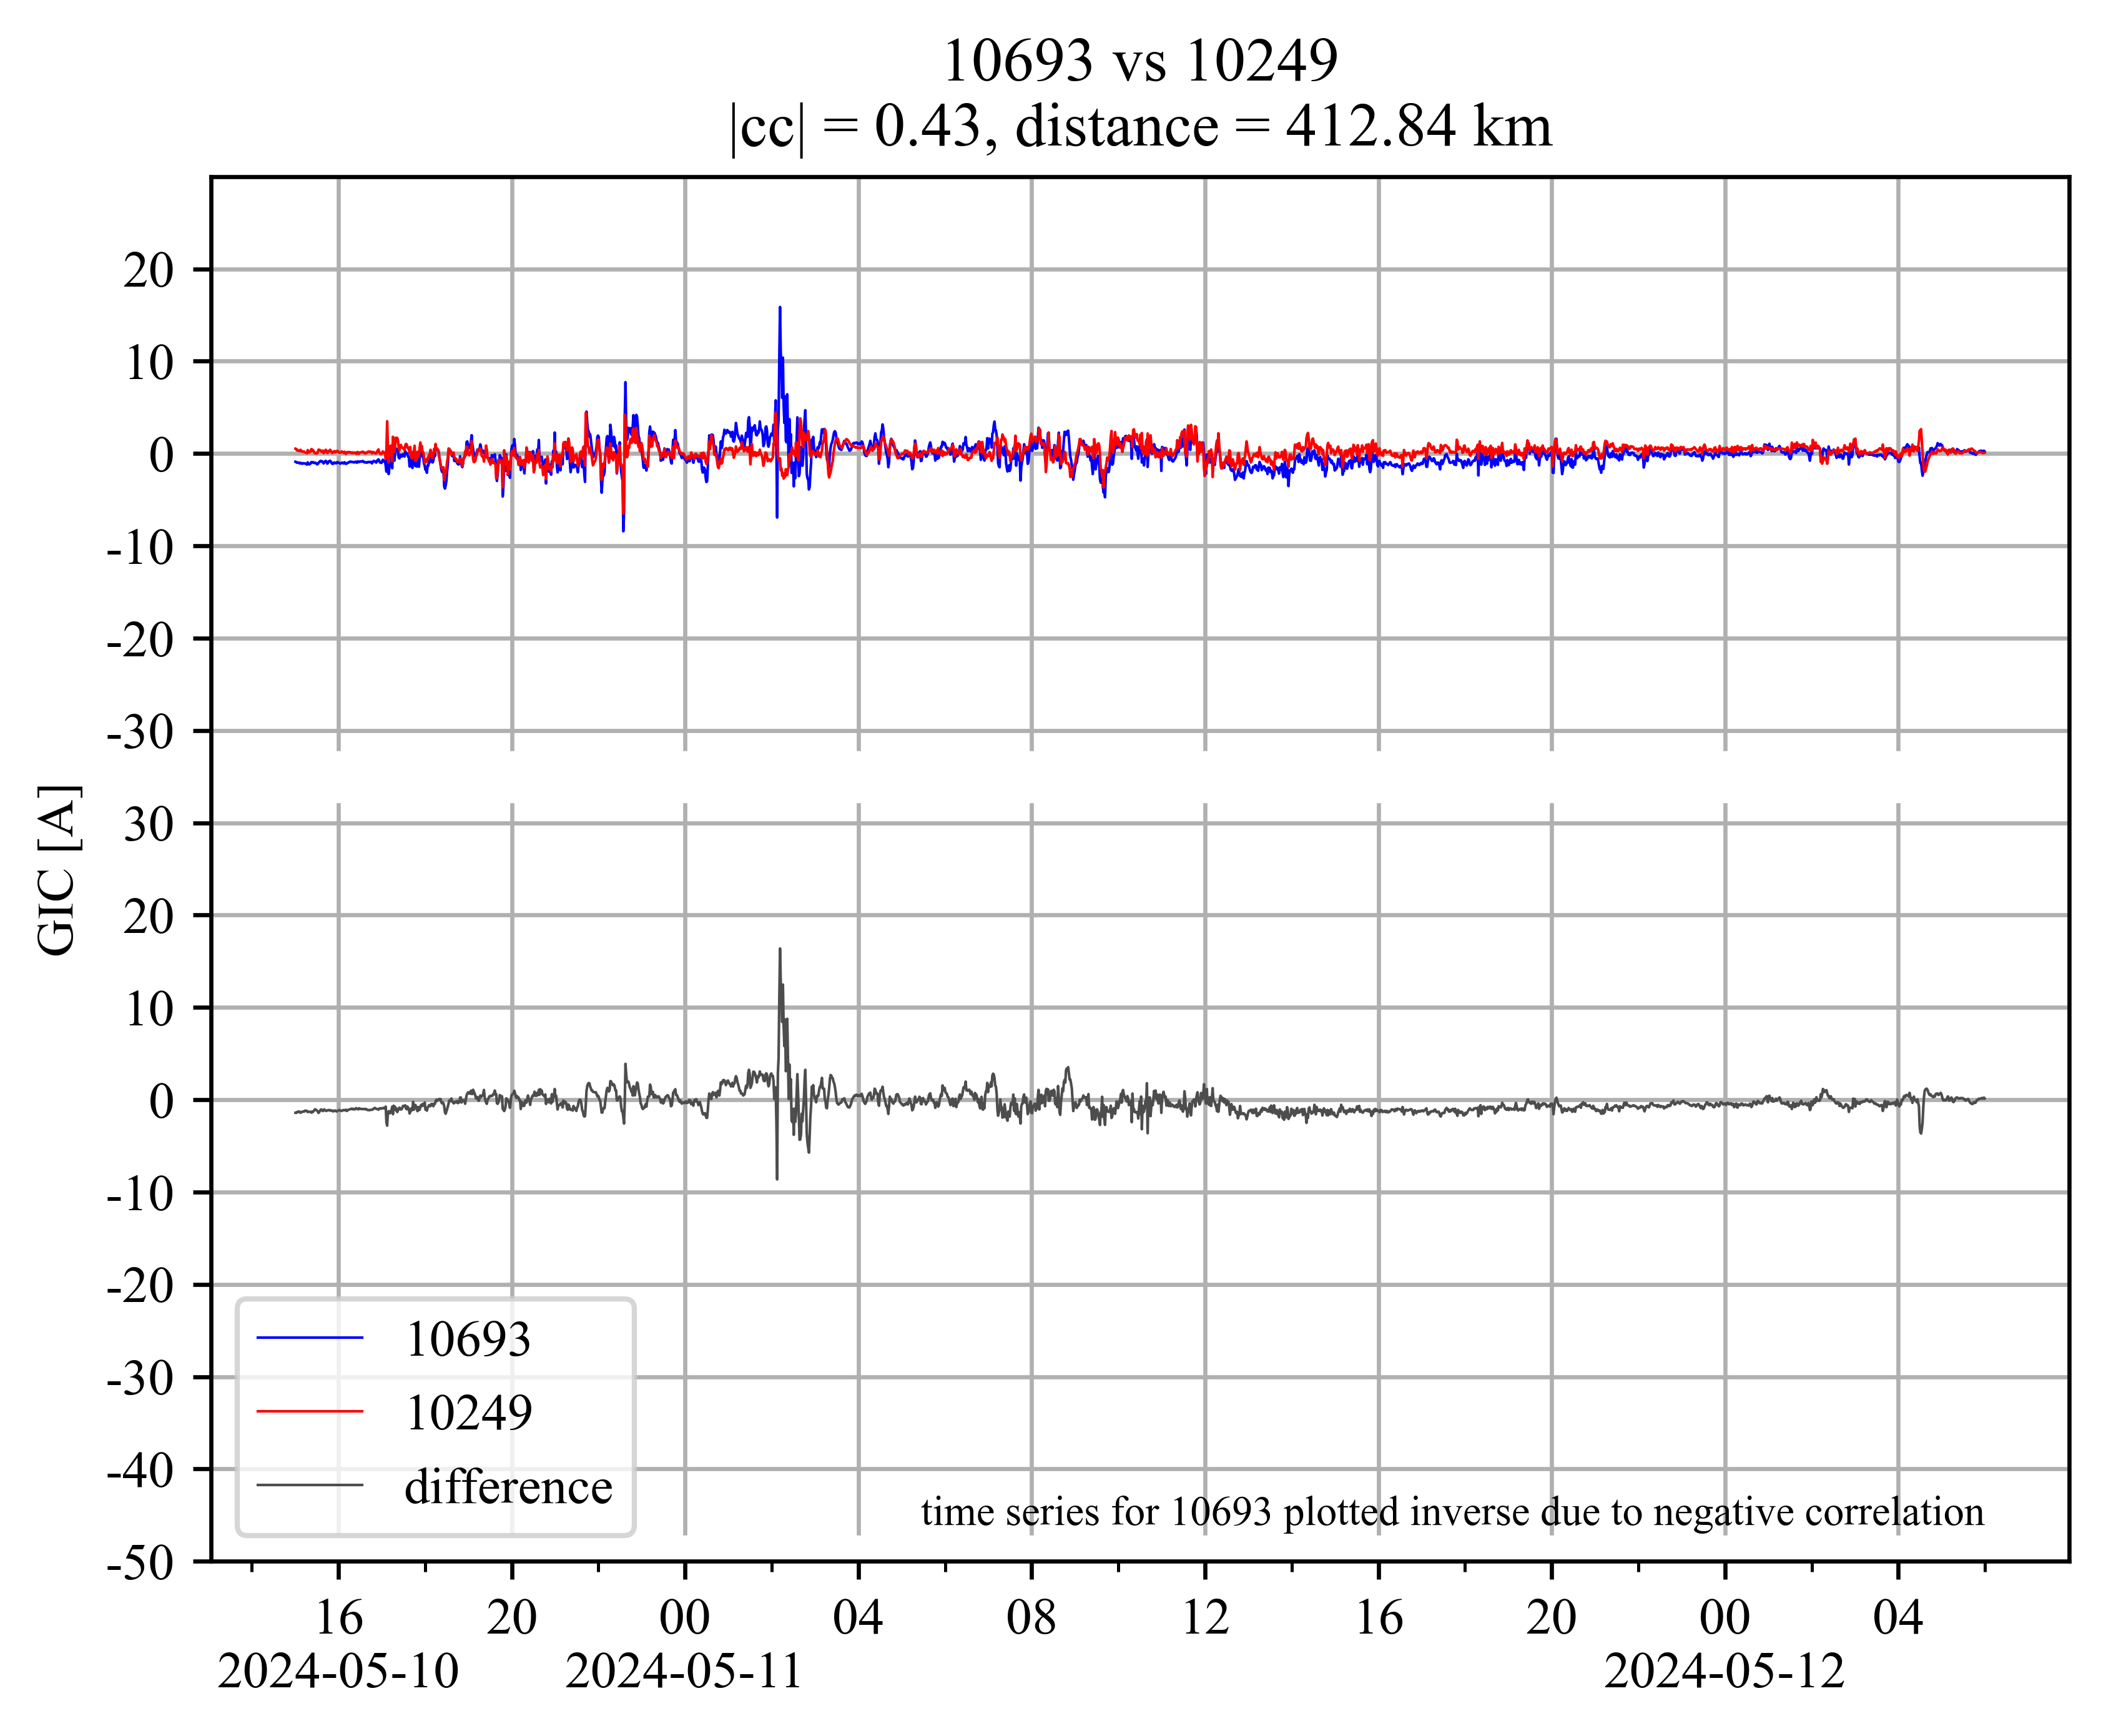 10693 vs 10249
|cc| = 0.43, distance = 412.84 km
GIC [A]
20
10
0
-10
-20
-30
30
20
10
0
-10
-20
-30
-40
-50
10693
10249
difference
time series for 10693 plotted inverse due to negative correlation
16 20 00 04 08 12 16 20 00 04
2024-05-10 2024-05-11 2024-05-12